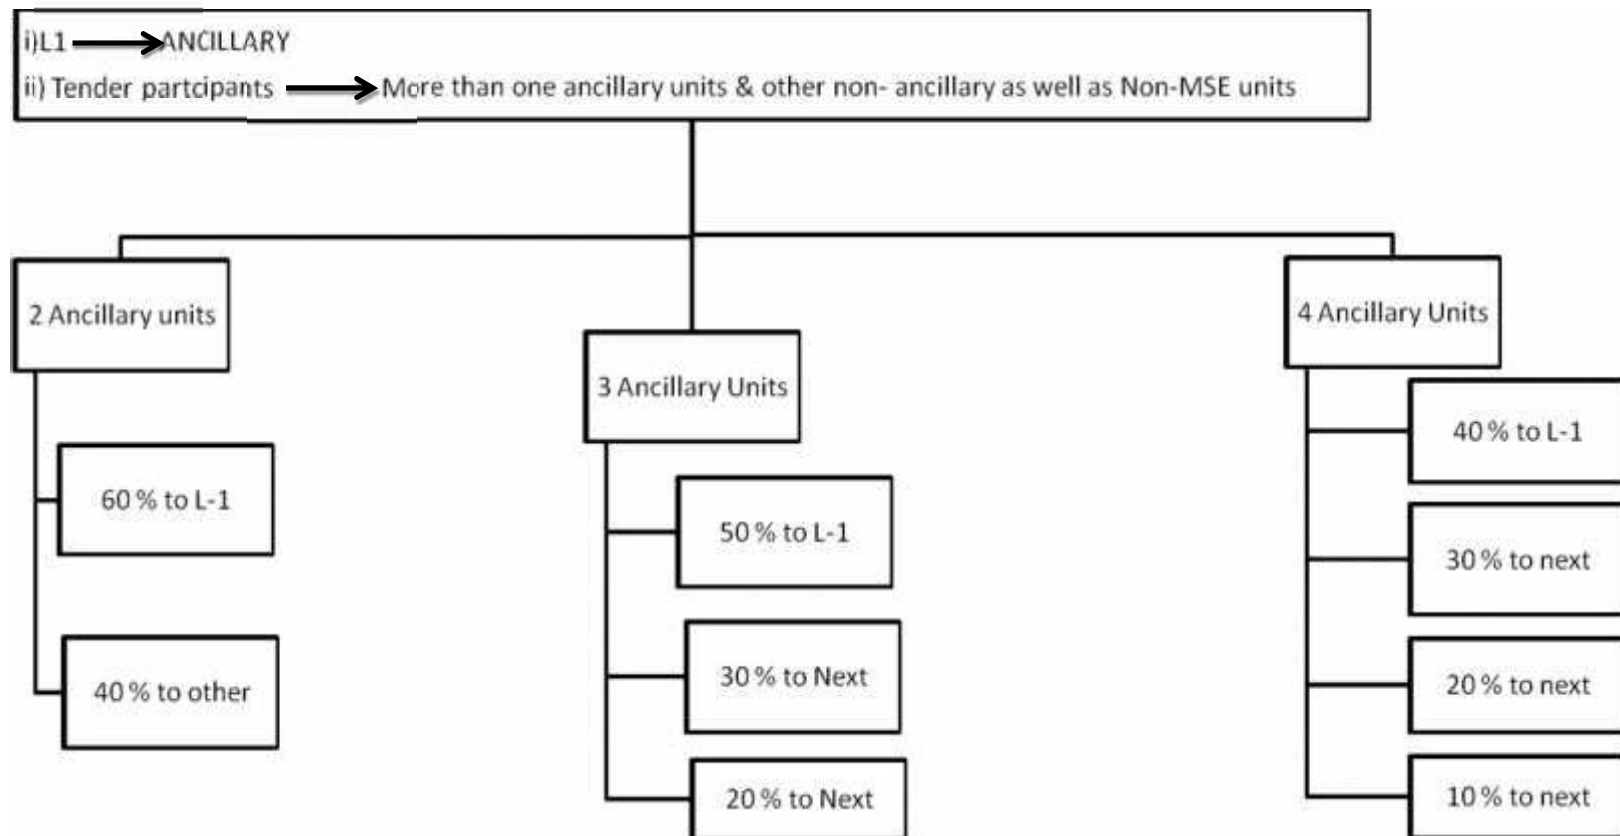 i)L1 ⟶ ANCILLARY
ii) Tender partcipants ⟶ More than one ancillary units & other non- ancillary as well as Non-MSE units
2 Ancillary units
60 % to L-1
40 % to other
3 Ancillary Units
50 % to L-1
30 % to Next
20 % to Next
4 Ancillary Units
40 % to L-1
30 % to next
20 % to next
10 % to next